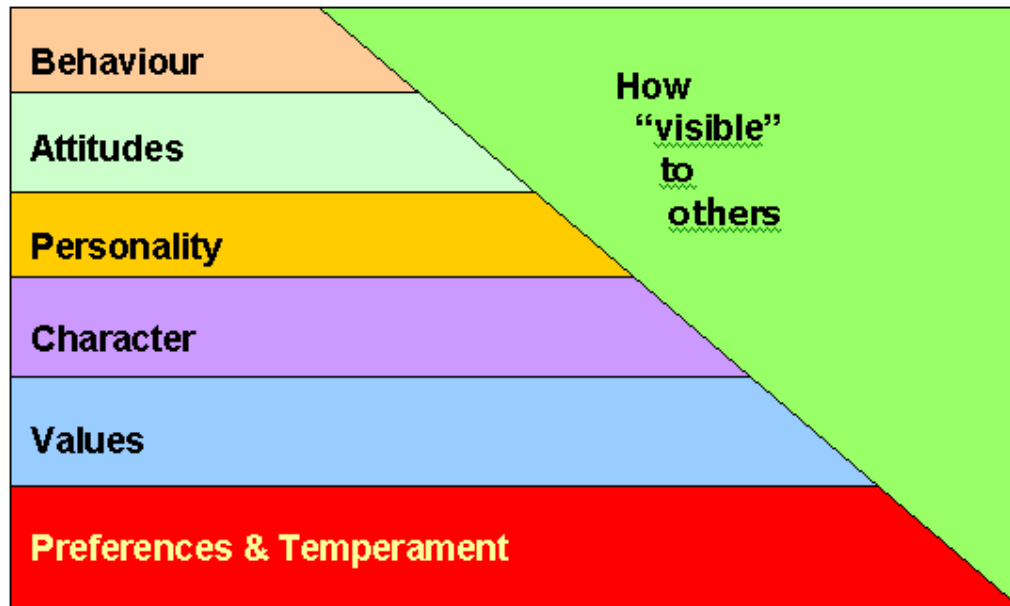 Behaviour
Attitudes
Personality
Character
Values
Preferences & Temperament
How
“visible”
to
others